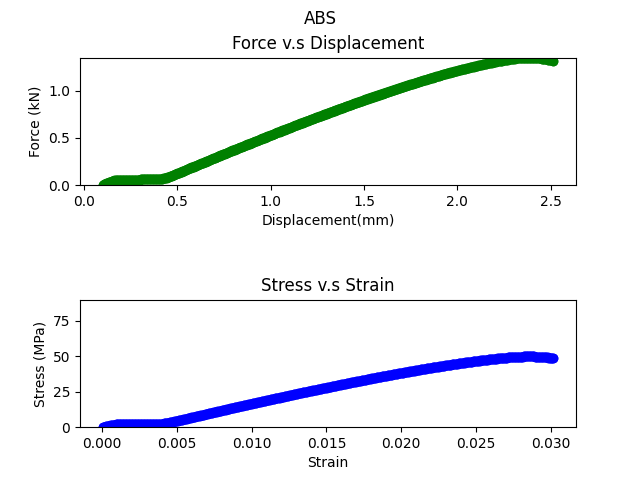 ABS
Force v.s Displacement
Force (kN)
1.0
0.5
0.0
0.0 0.5 1.0 1.5 2.0 2.5
Displacement(mm)
Stress v.s Strain
Stress (MPa)
75
50
25
0
0.000 0.005 0.010 0.015 0.020 0.025 0.030
Strain